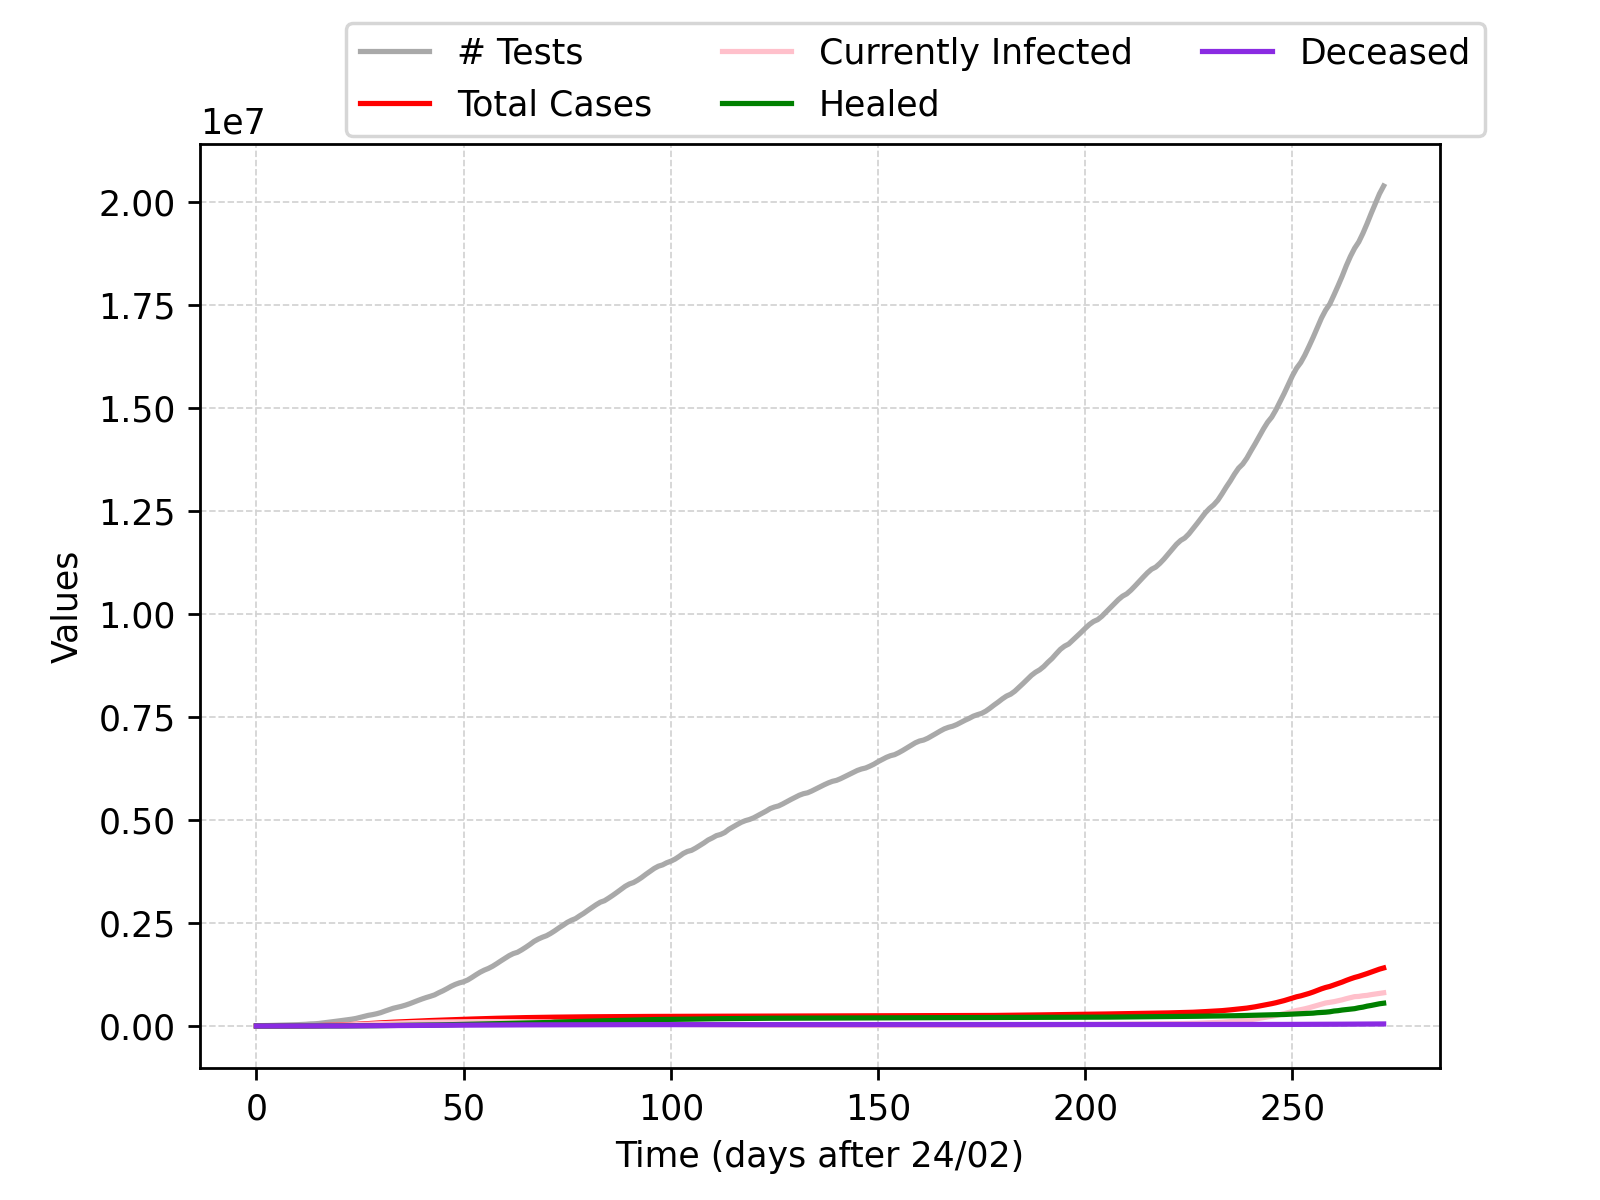 # Tests Currently Infected Deceased
Total Cases Healed
1e7
2.00
1.75
1.50
1.25
1.00
0.75
0.50
0.25
0.00
Values
0 50 100 150 200 250
Time (days after 24/02)